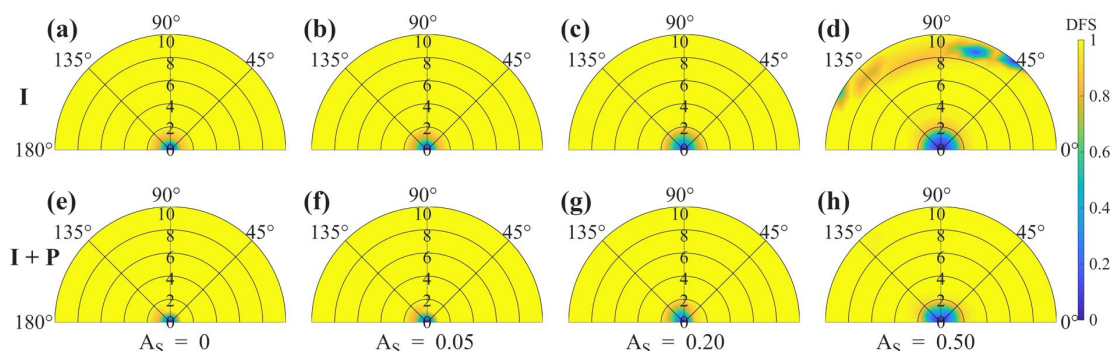 (a) 90° (b) 90° (c) 90° (d) 90° DFS
135° 10 45° 135° 10 45° 135° 10 45° 135° 10 45° 1
8 8 8 8
I 6 6 6 6 0.8
4 4 4 4
2 2 2 2
180° 0 0 0 180° 0 0° 0.6
(e) 90° (f) 90° (g) 90° (h) 90°
135° 10 45° 135° 10 45° 135° 10 45° 135° 10 45° 0.4
8 8 8 8
I + P 6 6 6 6
4 4 4 4 0.2
2 2 2 2
180° 0 0 0 180° 0 0° 0
A_S = 0 A_S = 0.05 A_S = 0.20 A_S = 0.50